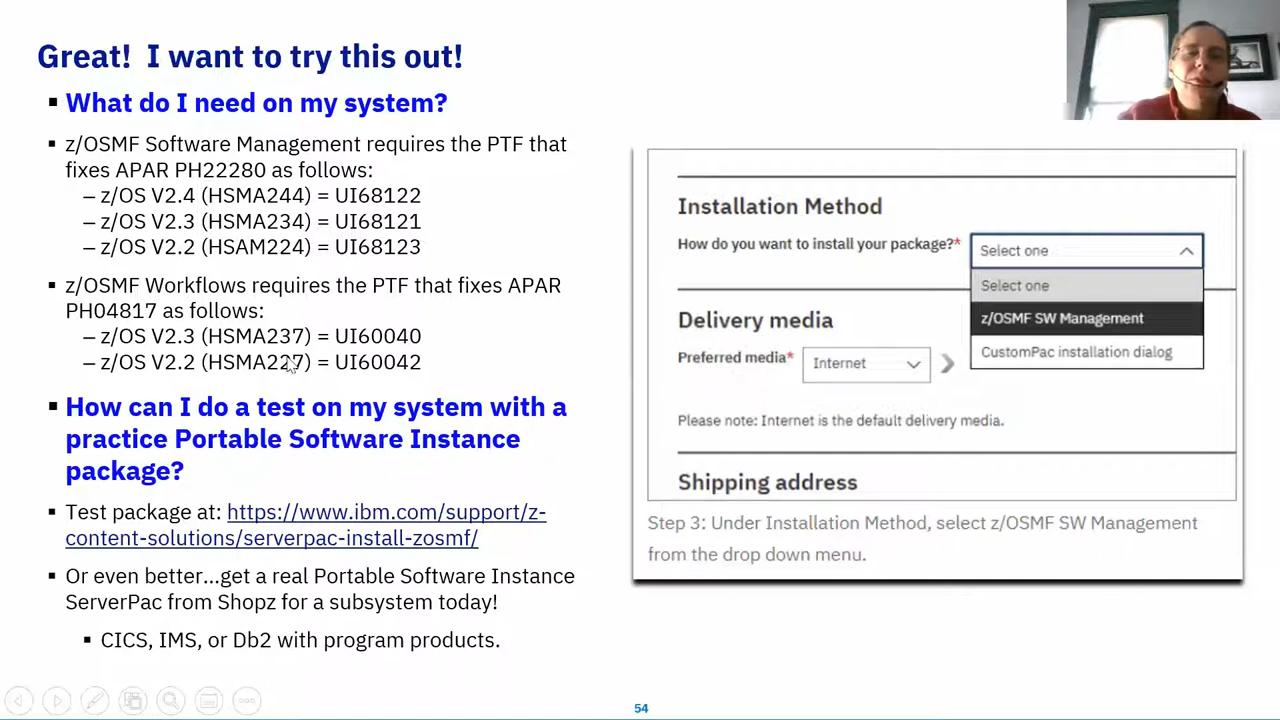 Great! I want to try this out!
▪ What do I need on my system?
▪ z/OSMF Software Management requires the PTF that
fixes APAR PH22280 as follows:
– z/OS V2.4 (HSMA244) = UI68122
– z/OS V2.3 (HSMA234) = UI68121
– z/OS V2.2 (HSAM224) = UI68123
▪ z/OSMF Workflows requires the PTF that fixes APAR
PH04817 as follows:
– z/OS V2.3 (HSMA237) = UI60040
– z/OS V2.2 (HSMA227) = UI60042
▪ How can I do a test on my system with a
practice Portable Software Instance
package?
▪ Test package at: https://www.ibm.com/support/z-
content-solutions/serverpac-install-zosmf/
▪ Or even better...get a real Portable Software Instance
ServerPac from Shopz for a subsystem today!
▪ CICS, IMS, or Db2 with program products.
Installation Method
How do you want to install your package?*
Select one
Select one
z/OSMF SW Management
CustomPac installation dialog
Delivery media
Preferred media*
Internet
Please note: Internet is the default delivery media.
Shipping address
Step 3: Under Installation Method, select z/OSMF SW Management
from the drop down menu.
54